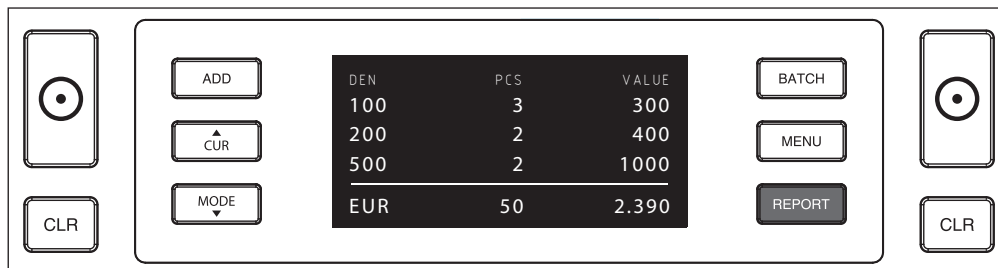 ADD
CUR
MODE
CLR
DEN PCS VALUE
100 3 300
200 2 400
500 2 1000
EUR 50 2.390
BATCH
MENU
REPORT
CLR